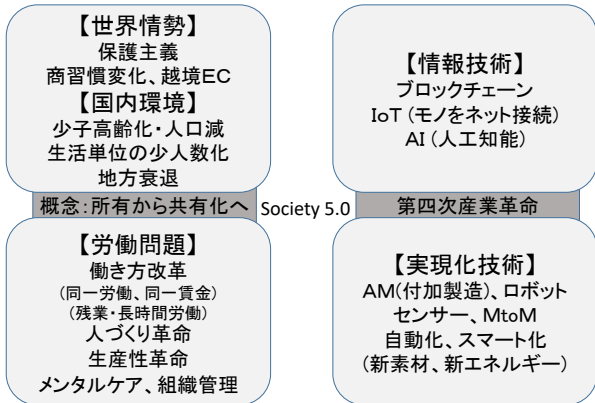 【世界情勢】
保護主義
商習慣変化、越境EC
【国内環境】
少子高齢化・人口減
生活単位の少人数化
地方衰退
【情報技術】
ブロックチェーン
IoT (モノをネット接続)
AI (人工知能)
概念：所有から共有化へ
Society 5.0
第四次産業革命
【労働問題】
働き方改革
(同一労働、同一賃金)
(残業・長時間労働)
人づくり革命
生産性革命
メンタルケア、組織管理
【実現化技術】
AM(付加製造)、ロボット
センサー、MtoM
自動化、スマート化
(新素材、新エネルギー)